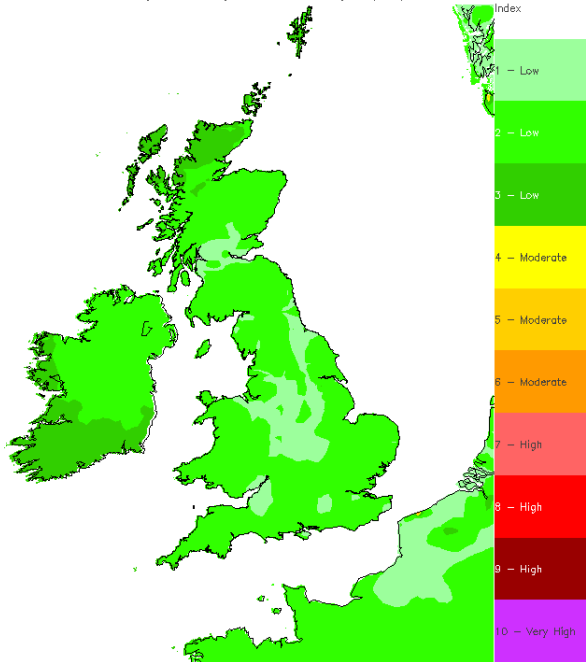 Index
1 - Low
2 - Low
3 - Low
4 - Moderate
5 - Moderate
6 - Moderate
7 - High
8 - High
9 - High
10 - Very High